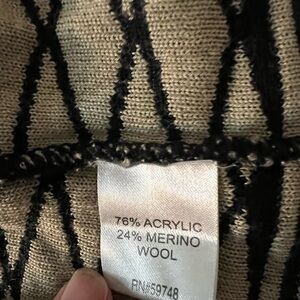 76% ACRYLIC
24% MERINO
WOOL
RN#59748